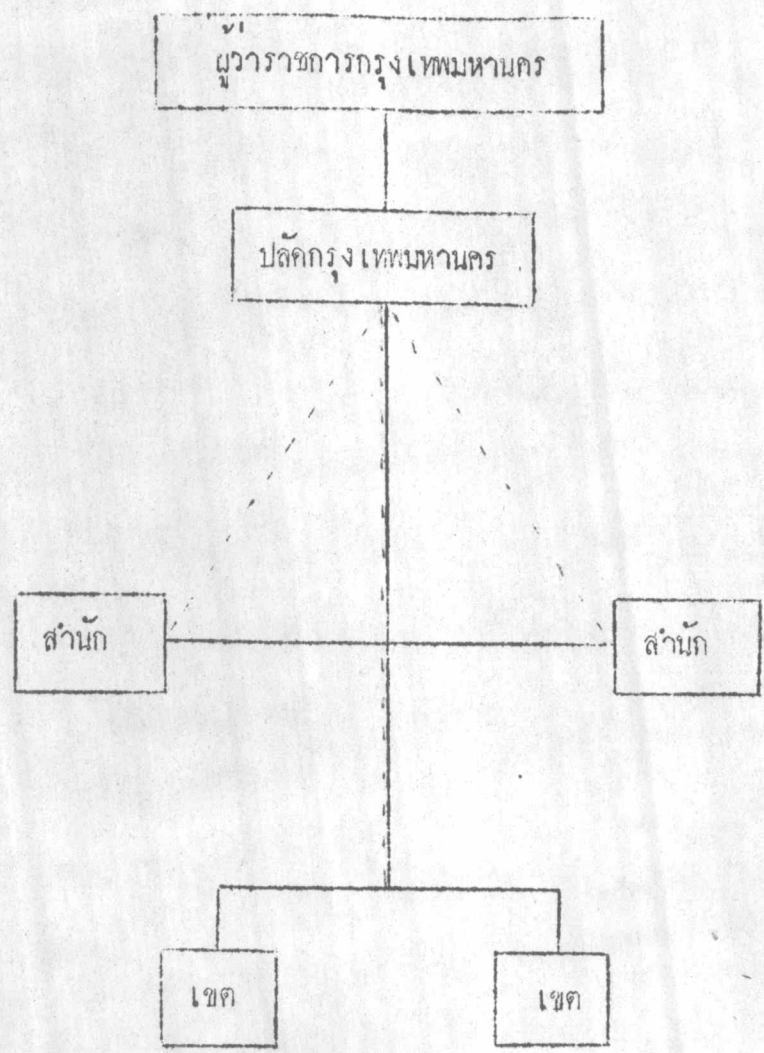 ผู้ว่าราชการกรุงเทพมหานคร
ปลัดกรุงเทพมหานคร
สำนัก
สำนัก
เขต
เขต